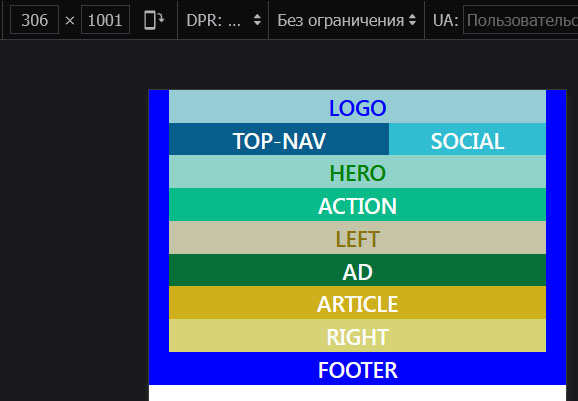 306 × 1001 DPR: ... Без ограничения UA: Пользовательс
LOGO
TOP-NAV SOCIAL
HERO
ACTION
LEFT
AD
ARTICLE
RIGHT
FOOTER